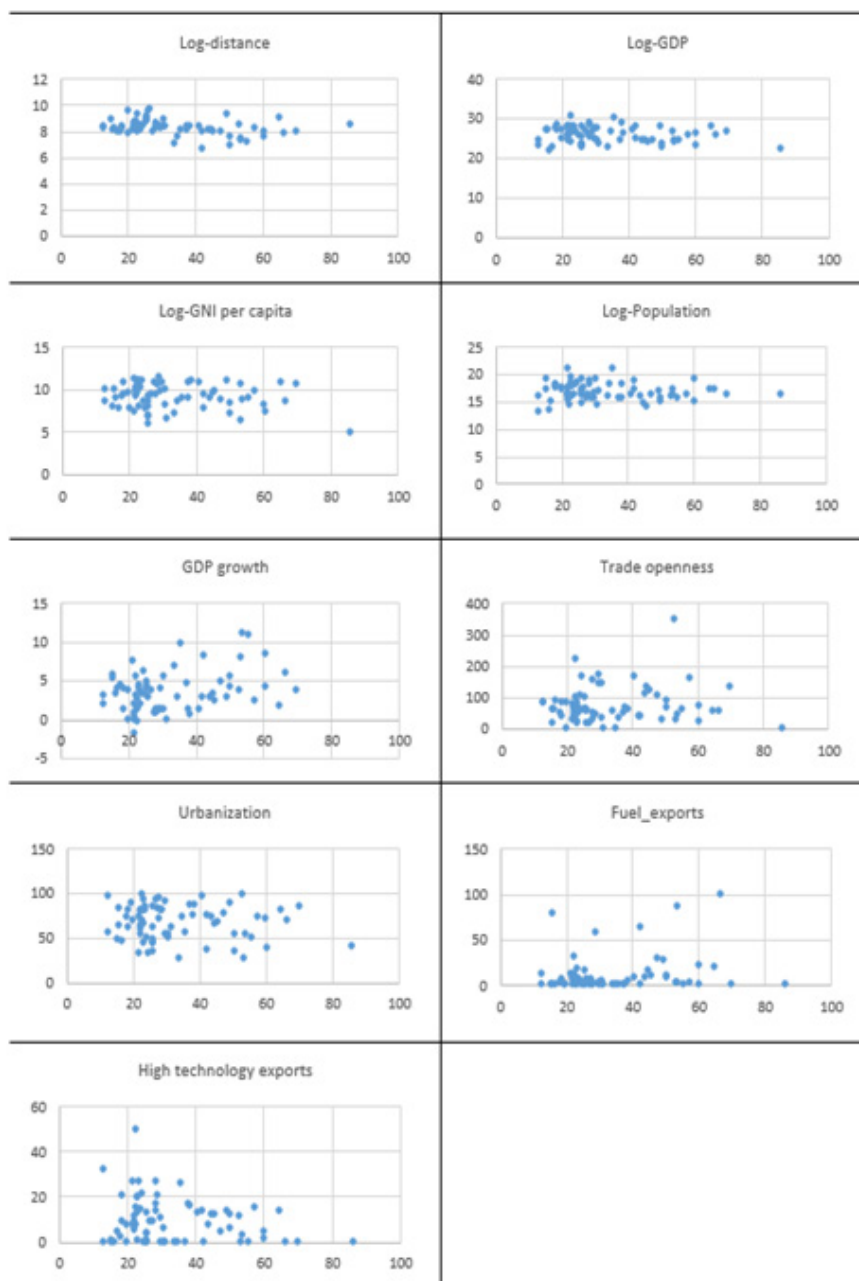 Log-distance
12
10
8
6
4
2
0
0 20 40 60 80 100
Log-GDP
40
30
20
10
0
0 20 40 60 80 100
Log-GNI per capita
15
10
5
0
0 20 40 60 80 100
Log-Population
25
20
15
10
5
0
0 20 40 60 80 100
GDP growth
15
10
5
0
-5
0 20 40 60 80 100
Trade openness
400
300
200
100
0
0 20 40 60 80 100
Urbanization
150
100
50
0
0 20 40 60 80 100
Fuel_exports
150
100
50
0
0 20 40 60 80 100
High technology exports
60
40
20
0
0 20 40 60 80 100